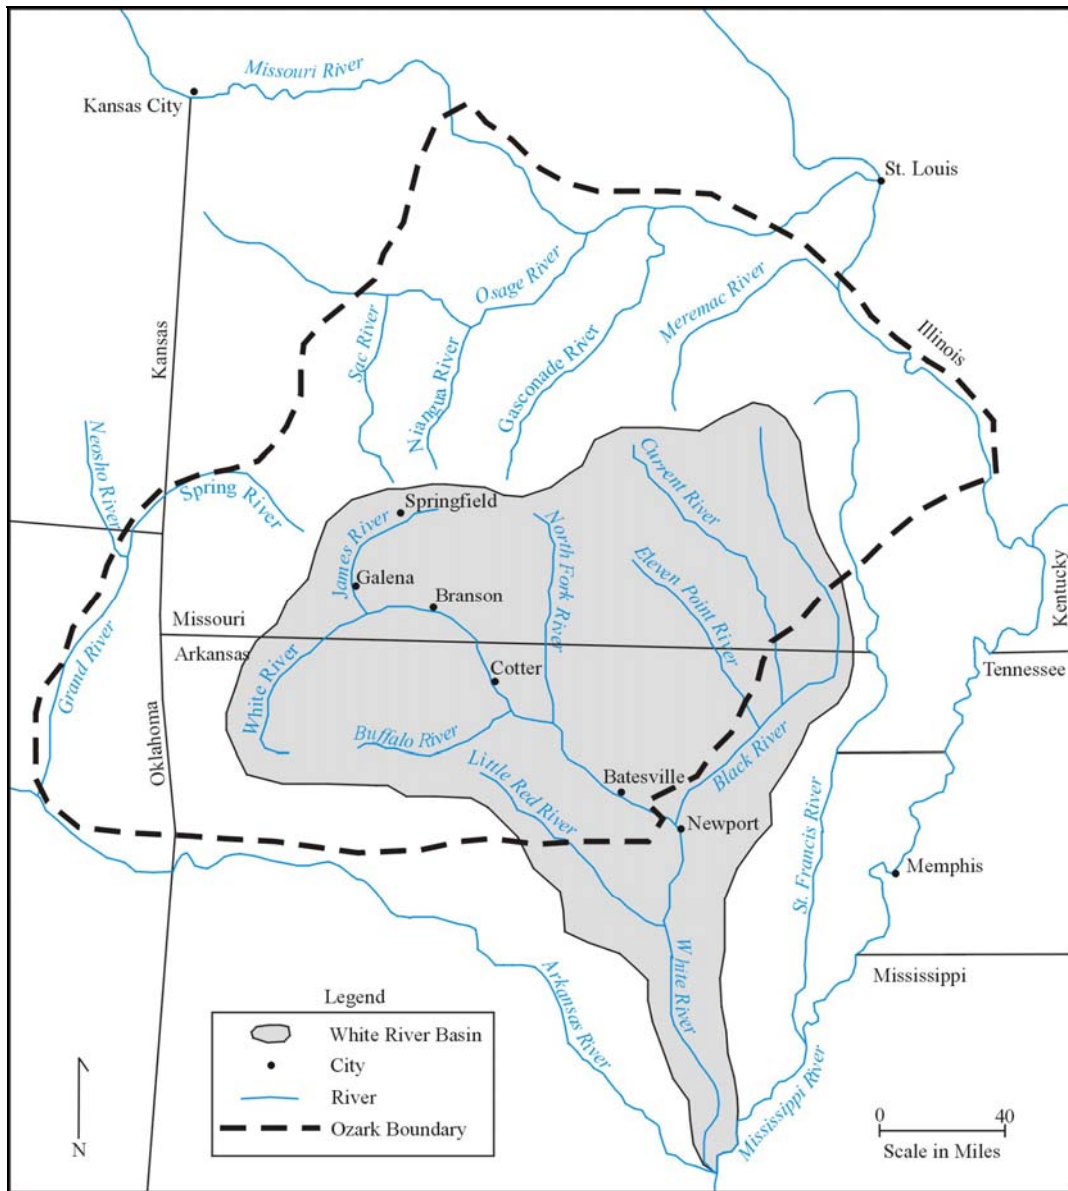 Missouri River
Kansas City
St. Louis
Osage River
Meremac River
Illinois
Sac River
Kansas
Niangua River
Gasconade River
Neosho River
Spring River
Current River
Springfield
North Fork River
James River
Eleven Point River
Galena
Branson
Kentucky
Missouri
Arkansas
Grand River
White River
Cotter
Tennessee
Oklahoma
Buffalo River
Little Red River
Black River
Batesville
Newport
St. Francis River
Memphis
White River
Arkansas River
Mississippi
Legend
White River Basin
City
River
Ozark Boundary
N
Mississippi River
0 40
Scale in Miles